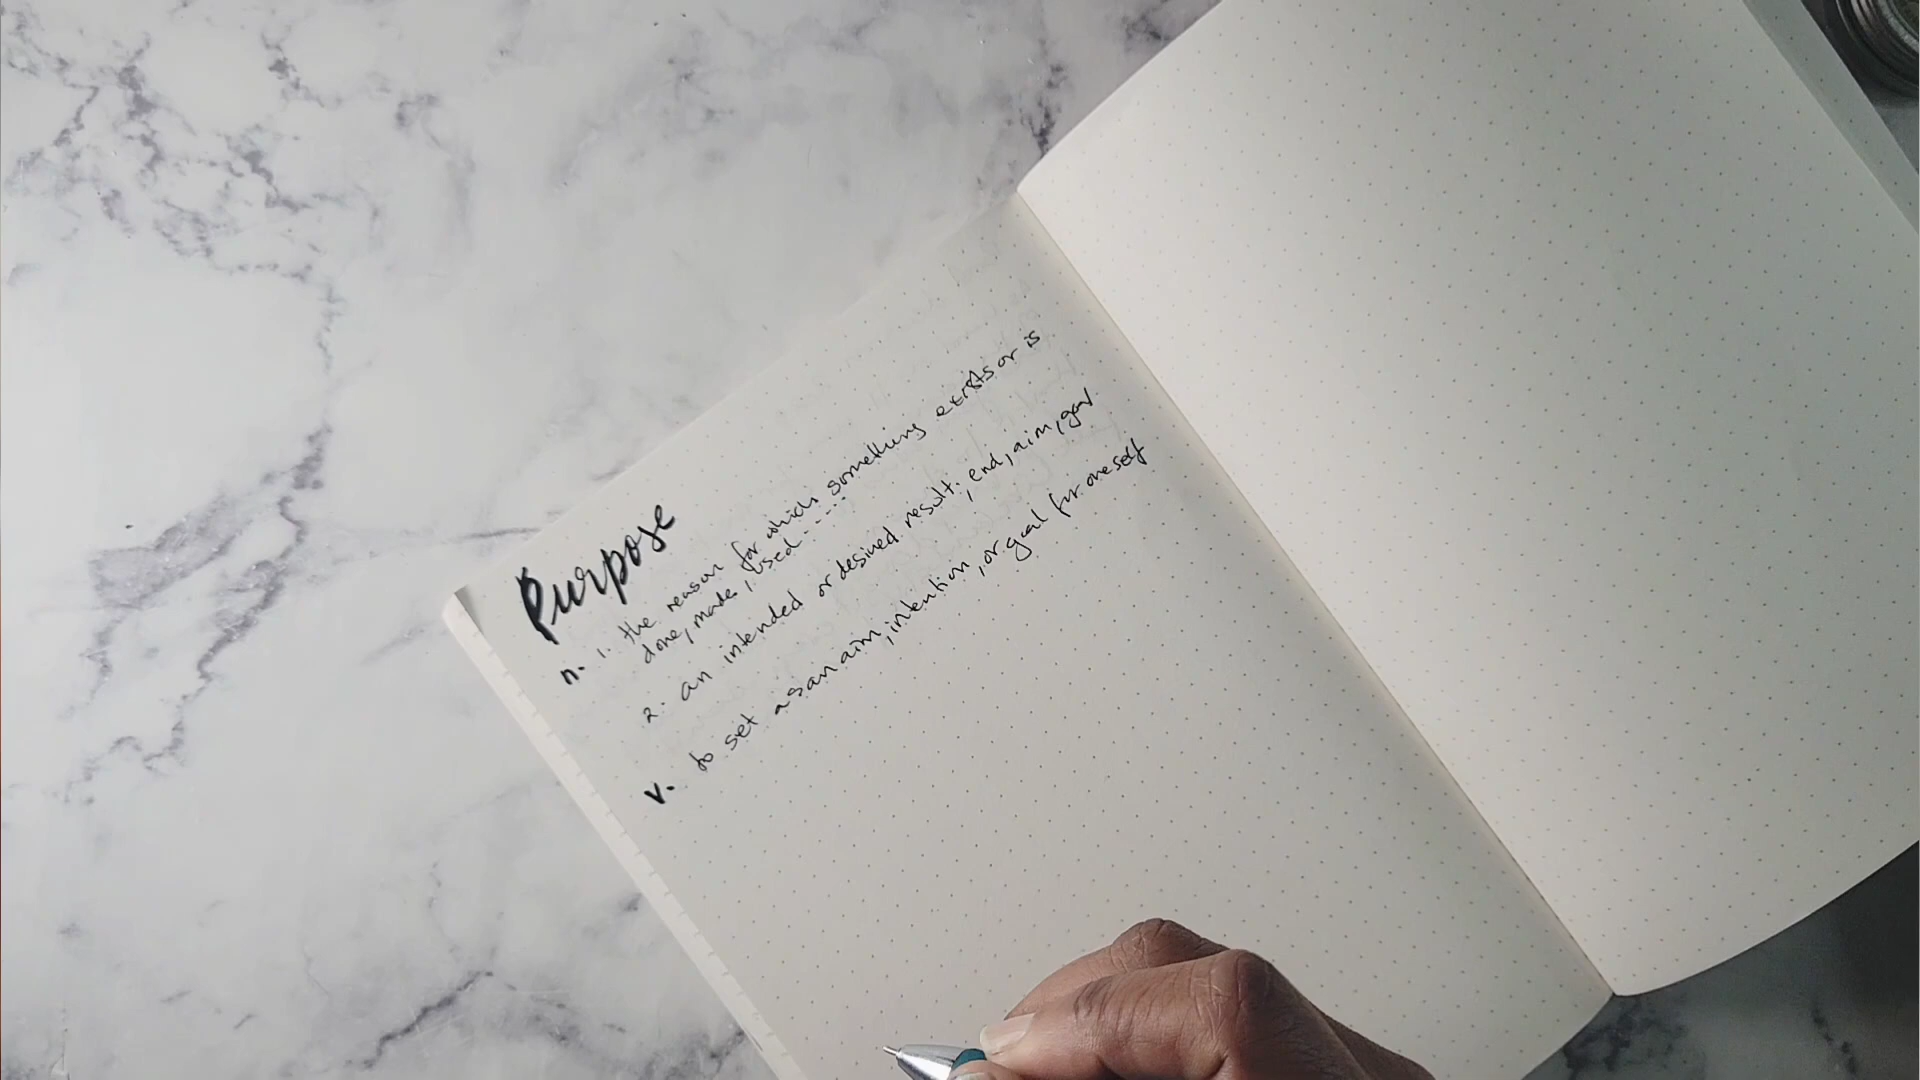 Purpose
n. 1. the reason for which something exists or is
done, made, used....
2. an intended or desired result; end, aim, goal
v. to set as an aim, intention, or goal for oneself